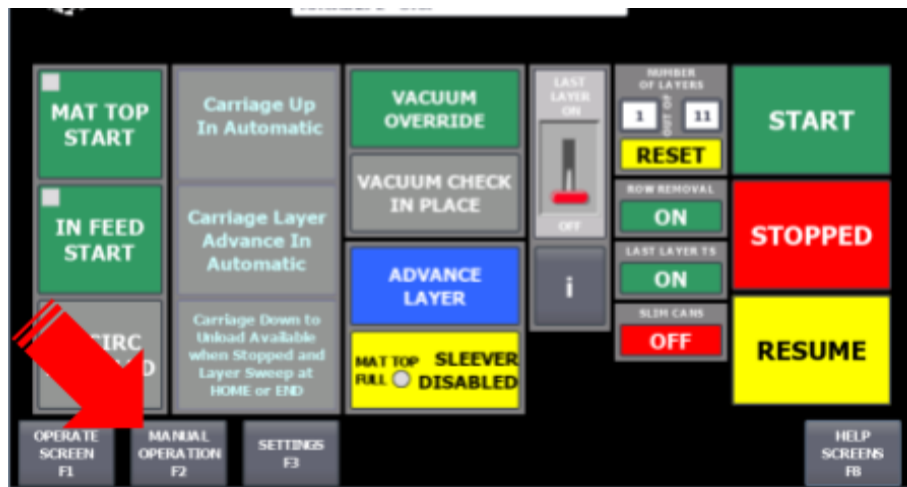 MAT TOP
START
IN FEED
START
CIRC
Carriage Up
In Automatic
Carriage Layer
Advance In
Automatic
Carriage Down to
Unload Available
when Stopped and
Layer Sweep at
HOME or END
VACUUM
OVERRIDE
VACUUM CHECK
IN PLACE
ADVANCE
LAYER
MAT TOP
FULL
SLEEVER
DISABLED
LAST
LAYER
ON
OFF
i
NUMBER
OF LAYERS
1 OUT OF 11
RESET
ROW REMOVAL
ON
LAST LAYER TS
ON
SLIM CANS
OFF
START
STOPPED
RESUME
OPERATE
SCREEN
F1
MANUAL
OPERATION
F2
SETTINGS
F3
HELP
SCREENS
F8